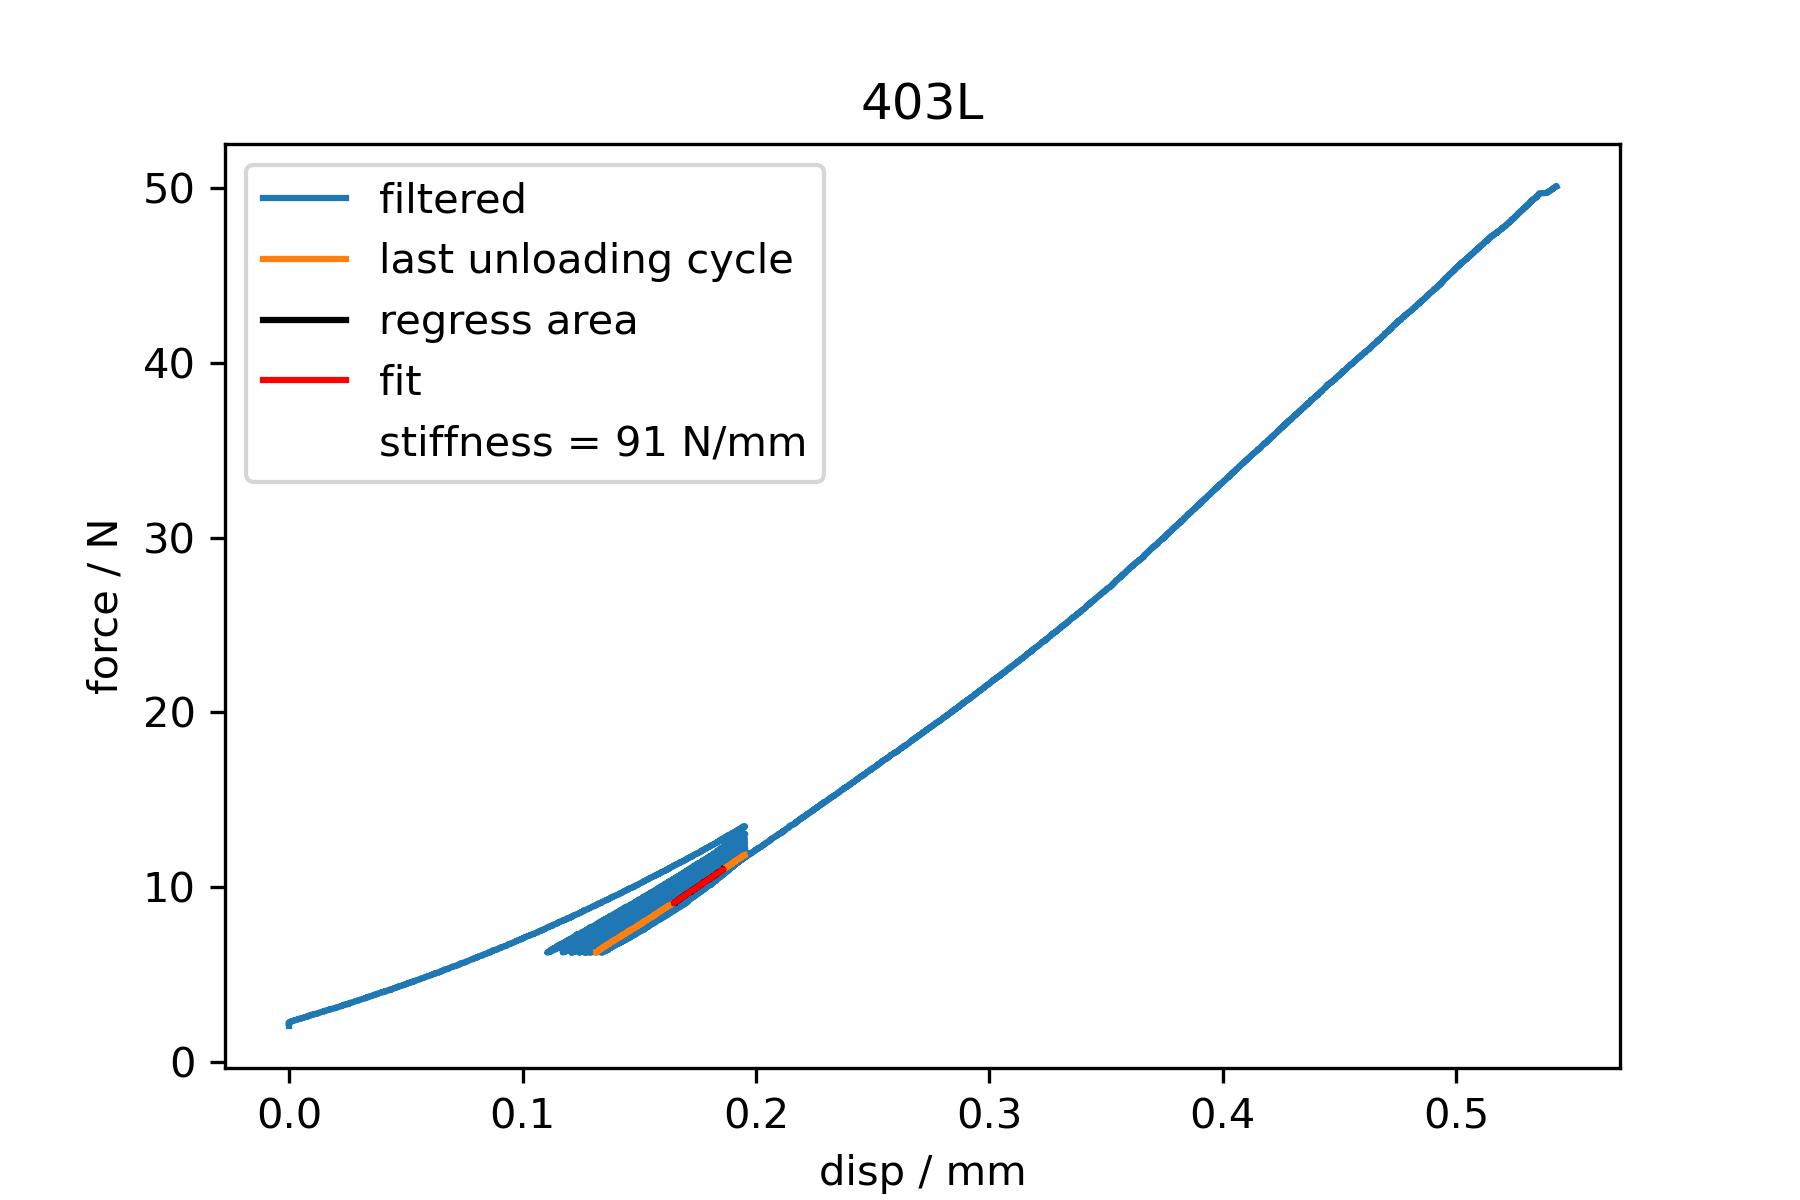 403L
filtered
last unloading cycle
regress area
fit
stiffness = 91 N/mm
force / N
50
40
30
20
10
0
0.0 0.1 0.2 0.3 0.4 0.5
disp / mm